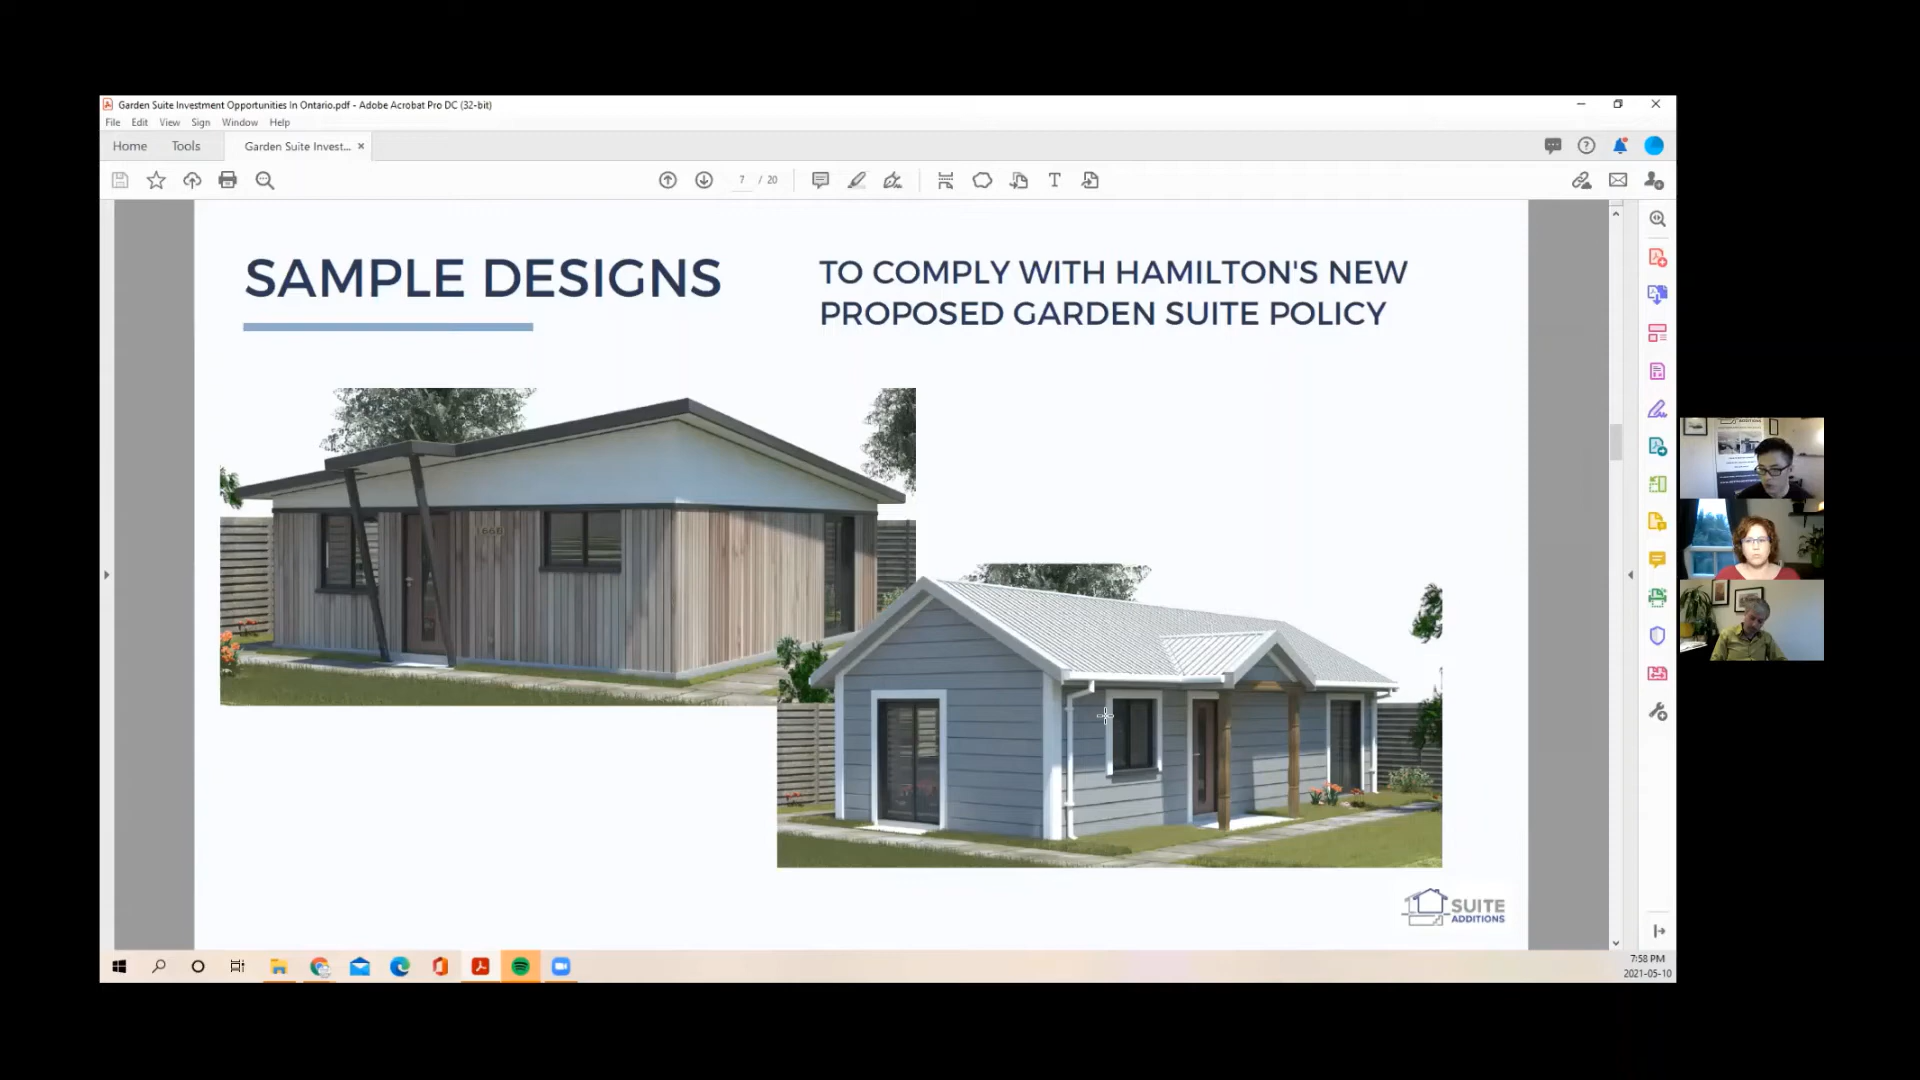 Garden Suite Investment Opportunities In Ontario.pdf - Adobe Acrobat Pro DC (32-bit)
File Edit View Sign Window Help
Home Tools Garden Suite Invest... ×
7 / 20
SAMPLE DESIGNS
TO COMPLY WITH HAMILTON'S NEW
PROPOSED GARDEN SUITE POLICY
SUITE
ADDITIONS
7:58 PM
2021-05-10